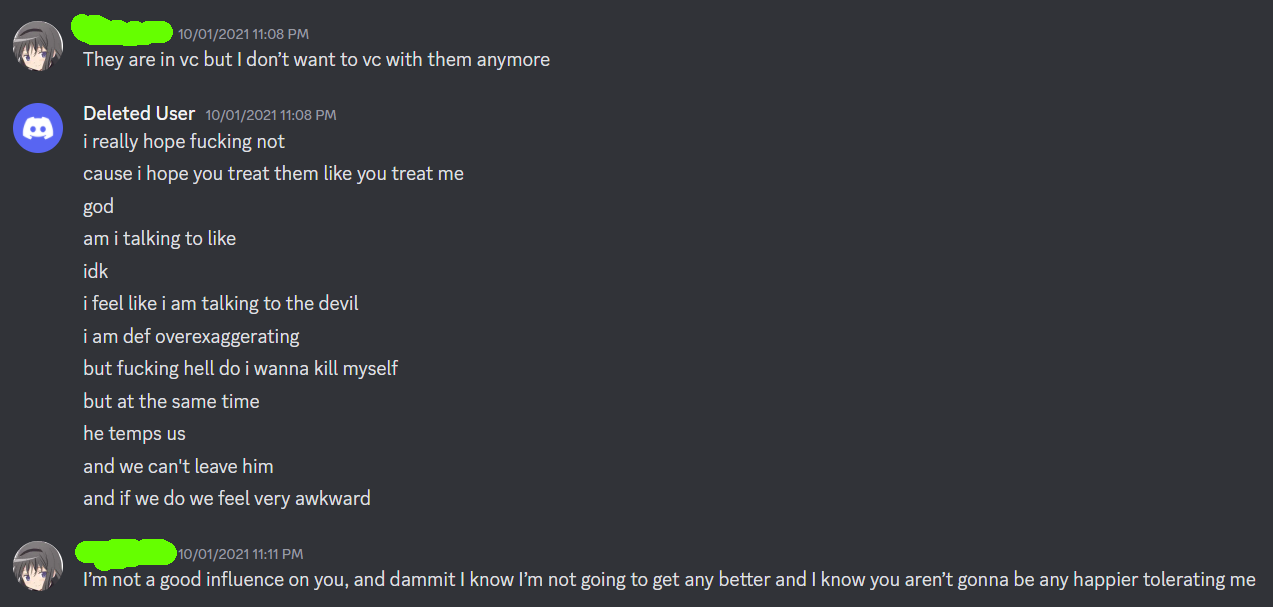 10/01/2021 11:08 PM
They are in vc but I don’t want to vc with them anymore
Deleted User 10/01/2021 11:08 PM
i really hope fucking not
cause i hope you treat them like you treat me
god
am i talking to like
idk
i feel like i am talking to the devil
i am def overexaggerating
but fucking hell do i wanna kill myself
but at the same time
he temps us
and we can't leave him
and if we do we feel very awkward
10/01/2021 11:11 PM
I’m not a good influence on you, and dammit I know I’m not going to get any better and I know you aren’t gonna be any happier tolerating me